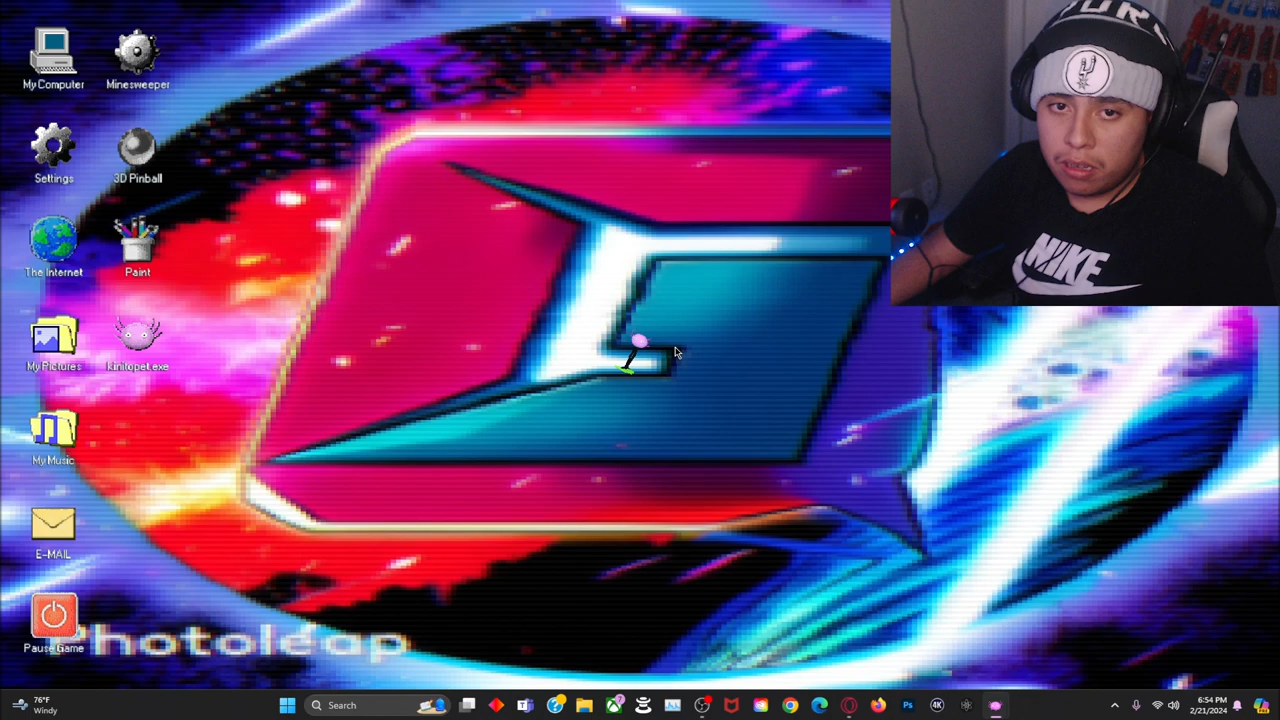 My Computer
Minesweeper
Settings
3D Pinball
The Internet
Paint
My Pictures
kinitopet.exe
My Music
E-MAIL
Pause Game
Photoleap
NIKE
76°F
Windy
Search
6:54 PM
2/21/2024